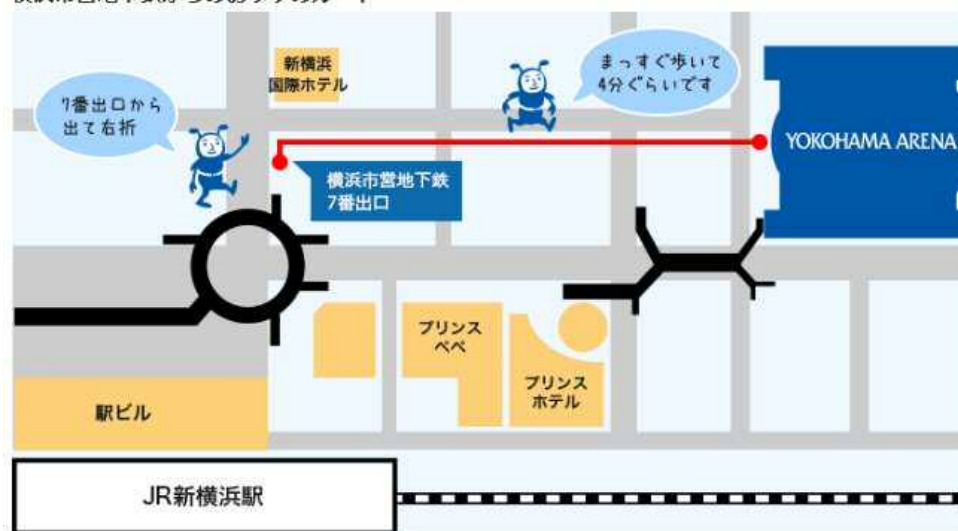 7番出口から
出て右折
新横浜
国際ホテル
まっすぐ歩いて
4分ぐらいです
YOKOHAMA ARENA
横浜市営地下鉄
7番出口
プリンス
ペペ
プリンス
ホテル
駅ビル
JR新横浜駅